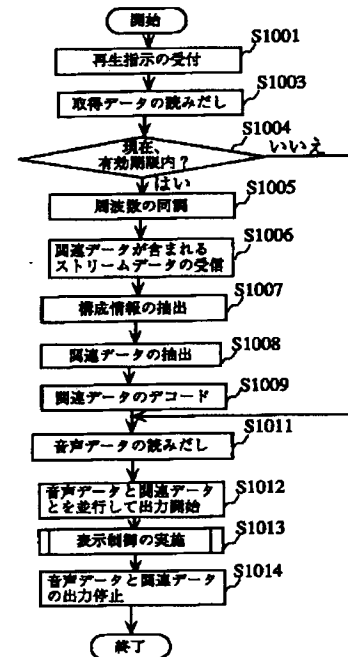 開始
S1001
再生指示の受付
S1003
取得データの読みだし
S1004
現在、
有効期限内？
いいえ
はい
S1005
周波数の同調
S1006
関連データが含まれる
ストリームデータの受信
S1007
構成情報の抽出
S1008
関連データの抽出
S1009
関連データのデコード
S1011
音声データの読みだし
S1012
音声データと関連データ
とを並行して出力開始
S1013
表示制御の実施
S1014
音声データと関連データ
の出力停止
終了